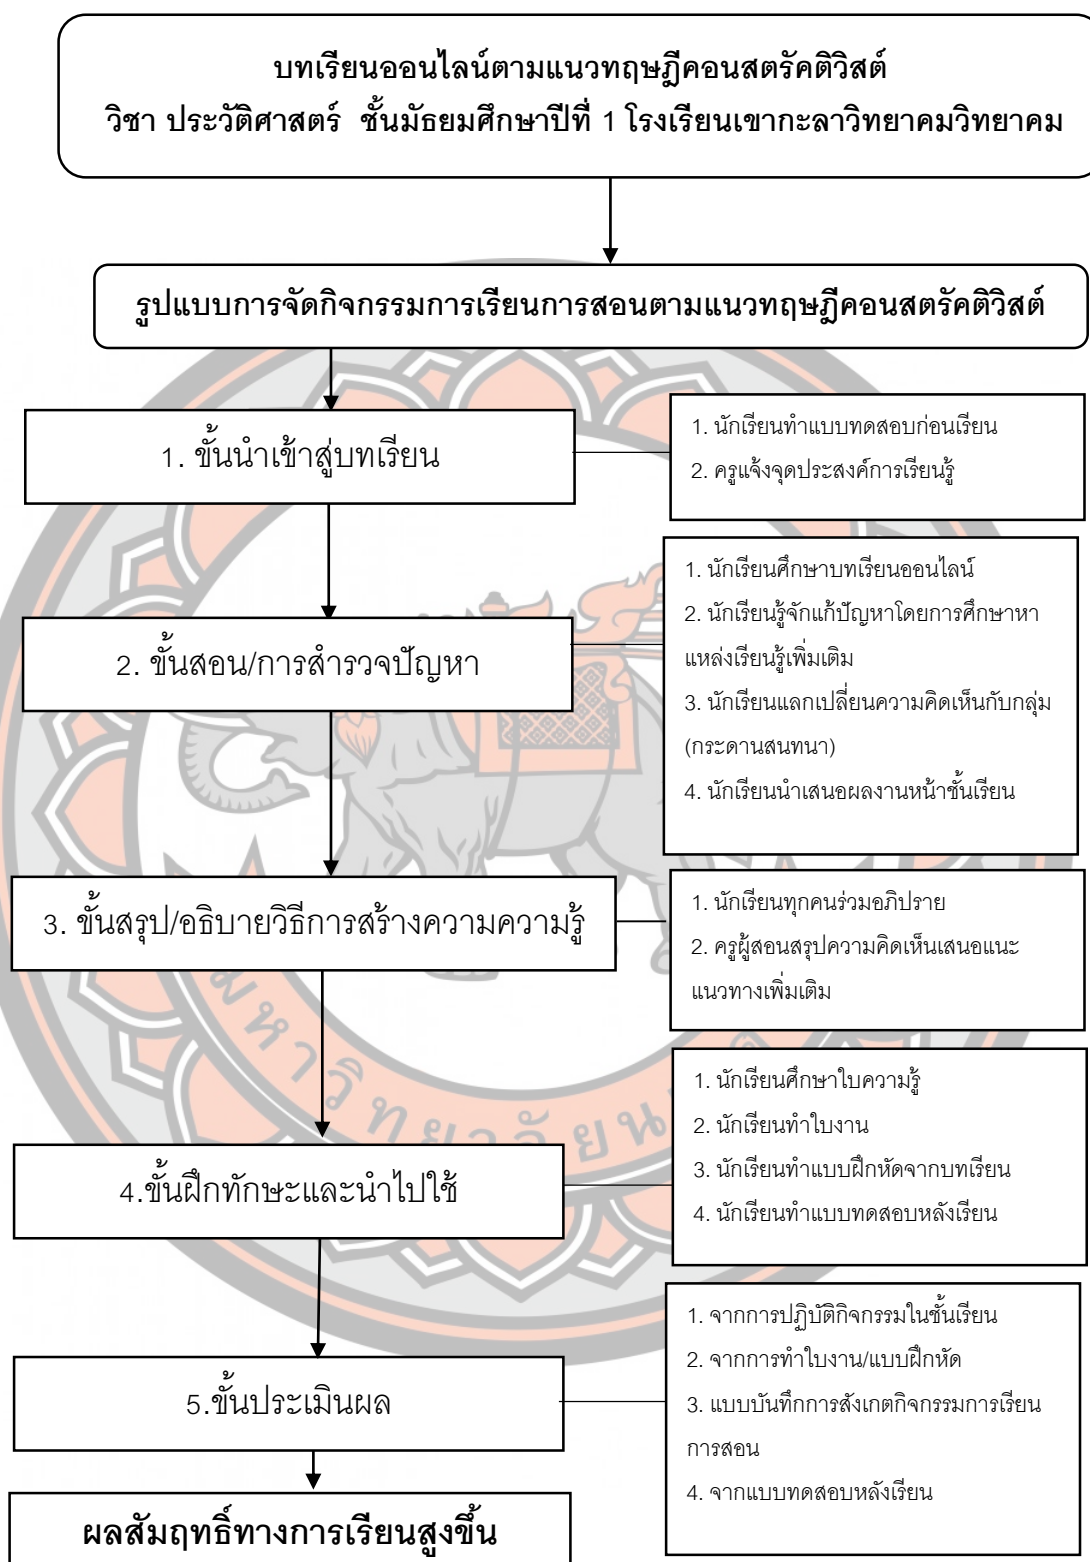 บทเรียนออนไลน์ตามแนวทฤษฎีคอนสตรัคติวิสต์
วิชา ประวัติศาสตร์ ชั้นมัธยมศึกษาปีที่ 1 โรงเรียนเขากะลาวิทยาคมวิทยาคม
รูปแบบการจัดกิจกรรมการเรียนการสอนตามแนวทฤษฎีคอนสตรัคติวิสต์
1. ขั้นนำเข้าสู่บทเรียน
1. นักเรียนทำแบบทดสอบก่อนเรียน
2. ครูแจ้งจุดประสงค์การเรียนรู้
2. ขั้นสอน/การสำรวจปัญหา
1. นักเรียนศึกษาบทเรียนออนไลน์
2. นักเรียนรู้จักแก้ปัญหาโดยการศึกษาหา
แหล่งเรียนรู้เพิ่มเติม
3. นักเรียนแลกเปลี่ยนความคิดเห็นกับกลุ่ม
(กระดานสนทนา)
4. นักเรียนนำเสนอผลงานหน้าชั้นเรียน
3. ขั้นสรุป/อธิบายวิธีการสร้างความความรู้
1. นักเรียนทุกคนร่วมอภิปราย
2. ครูผู้สอนสรุปความคิดเห็นเสนอแนะ
แนวทางเพิ่มเติม
4.ขั้นฝึกทักษะและนำไปใช้
1. นักเรียนศึกษาใบความรู้
2. นักเรียนทำใบงาน
3. นักเรียนทำแบบฝึกหัดจากบทเรียน
4. นักเรียนทำแบบทดสอบหลังเรียน
5.ขั้นประเมินผล
1. จากการปฏิบัติกิจกรรมในชั้นเรียน
2. จากการทำใบงาน/แบบฝึกหัด
3. แบบบันทึกการสังเกตกิจกรรมการเรียน
การสอน
4. จากแบบทดสอบหลังเรียน
ผลสัมฤทธิ์ทางการเรียนสูงขึ้น
มหาวิทยาลัย